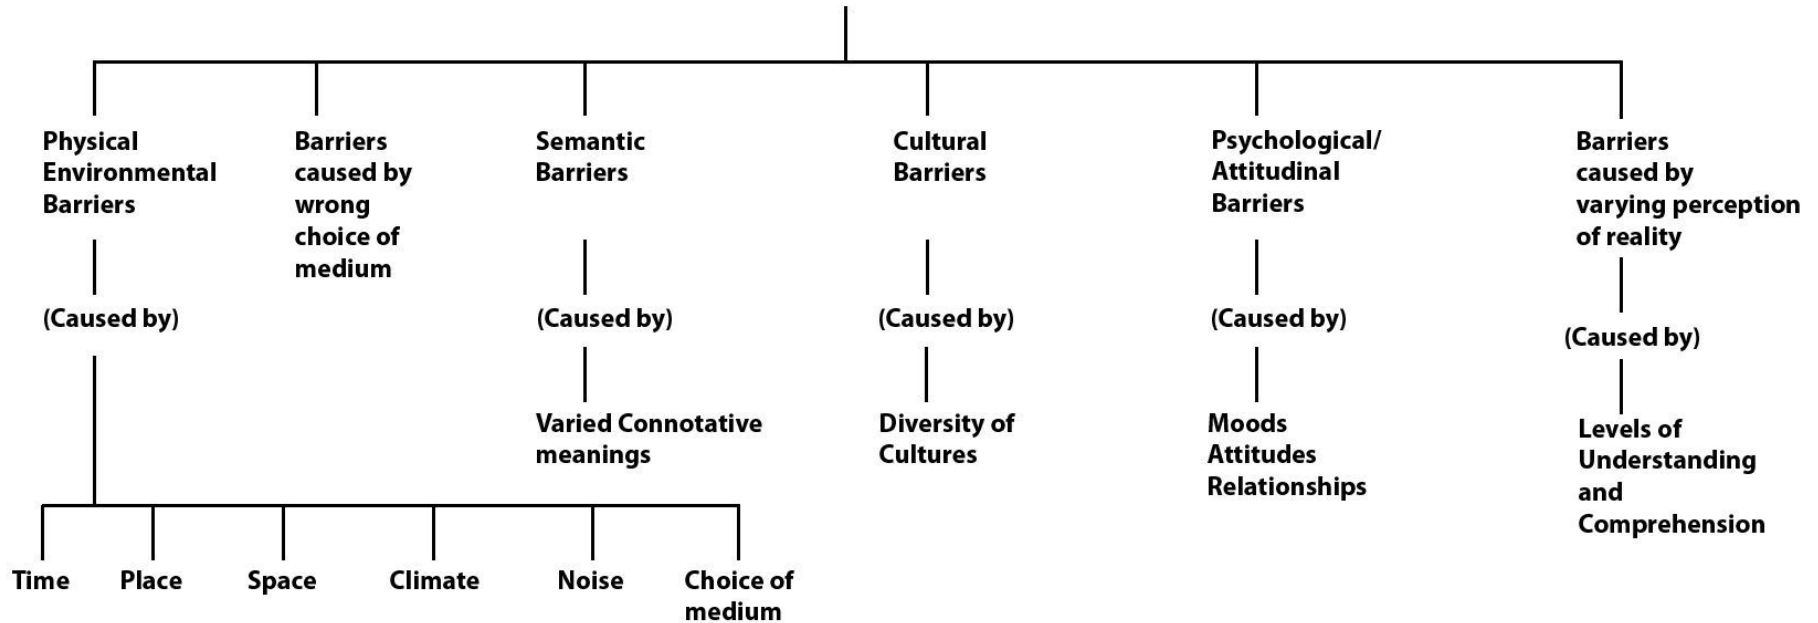 Physical
Environmental
Barriers
Barriers
caused by
wrong
choice of
medium
Semantic
Barriers
Cultural
Barriers
Psychological/
Attitudinal
Barriers
Barriers
caused by
varying perception
of reality
(Caused by)
(Caused by)
(Caused by)
(Caused by)
(Caused by)
Varied Connotative
meanings
Diversity of
Cultures
Moods
Attitudes
Relationships
Levels of
Understanding
and
Comprehension
Time
Place
Space
Climate
Noise
Choice of
medium